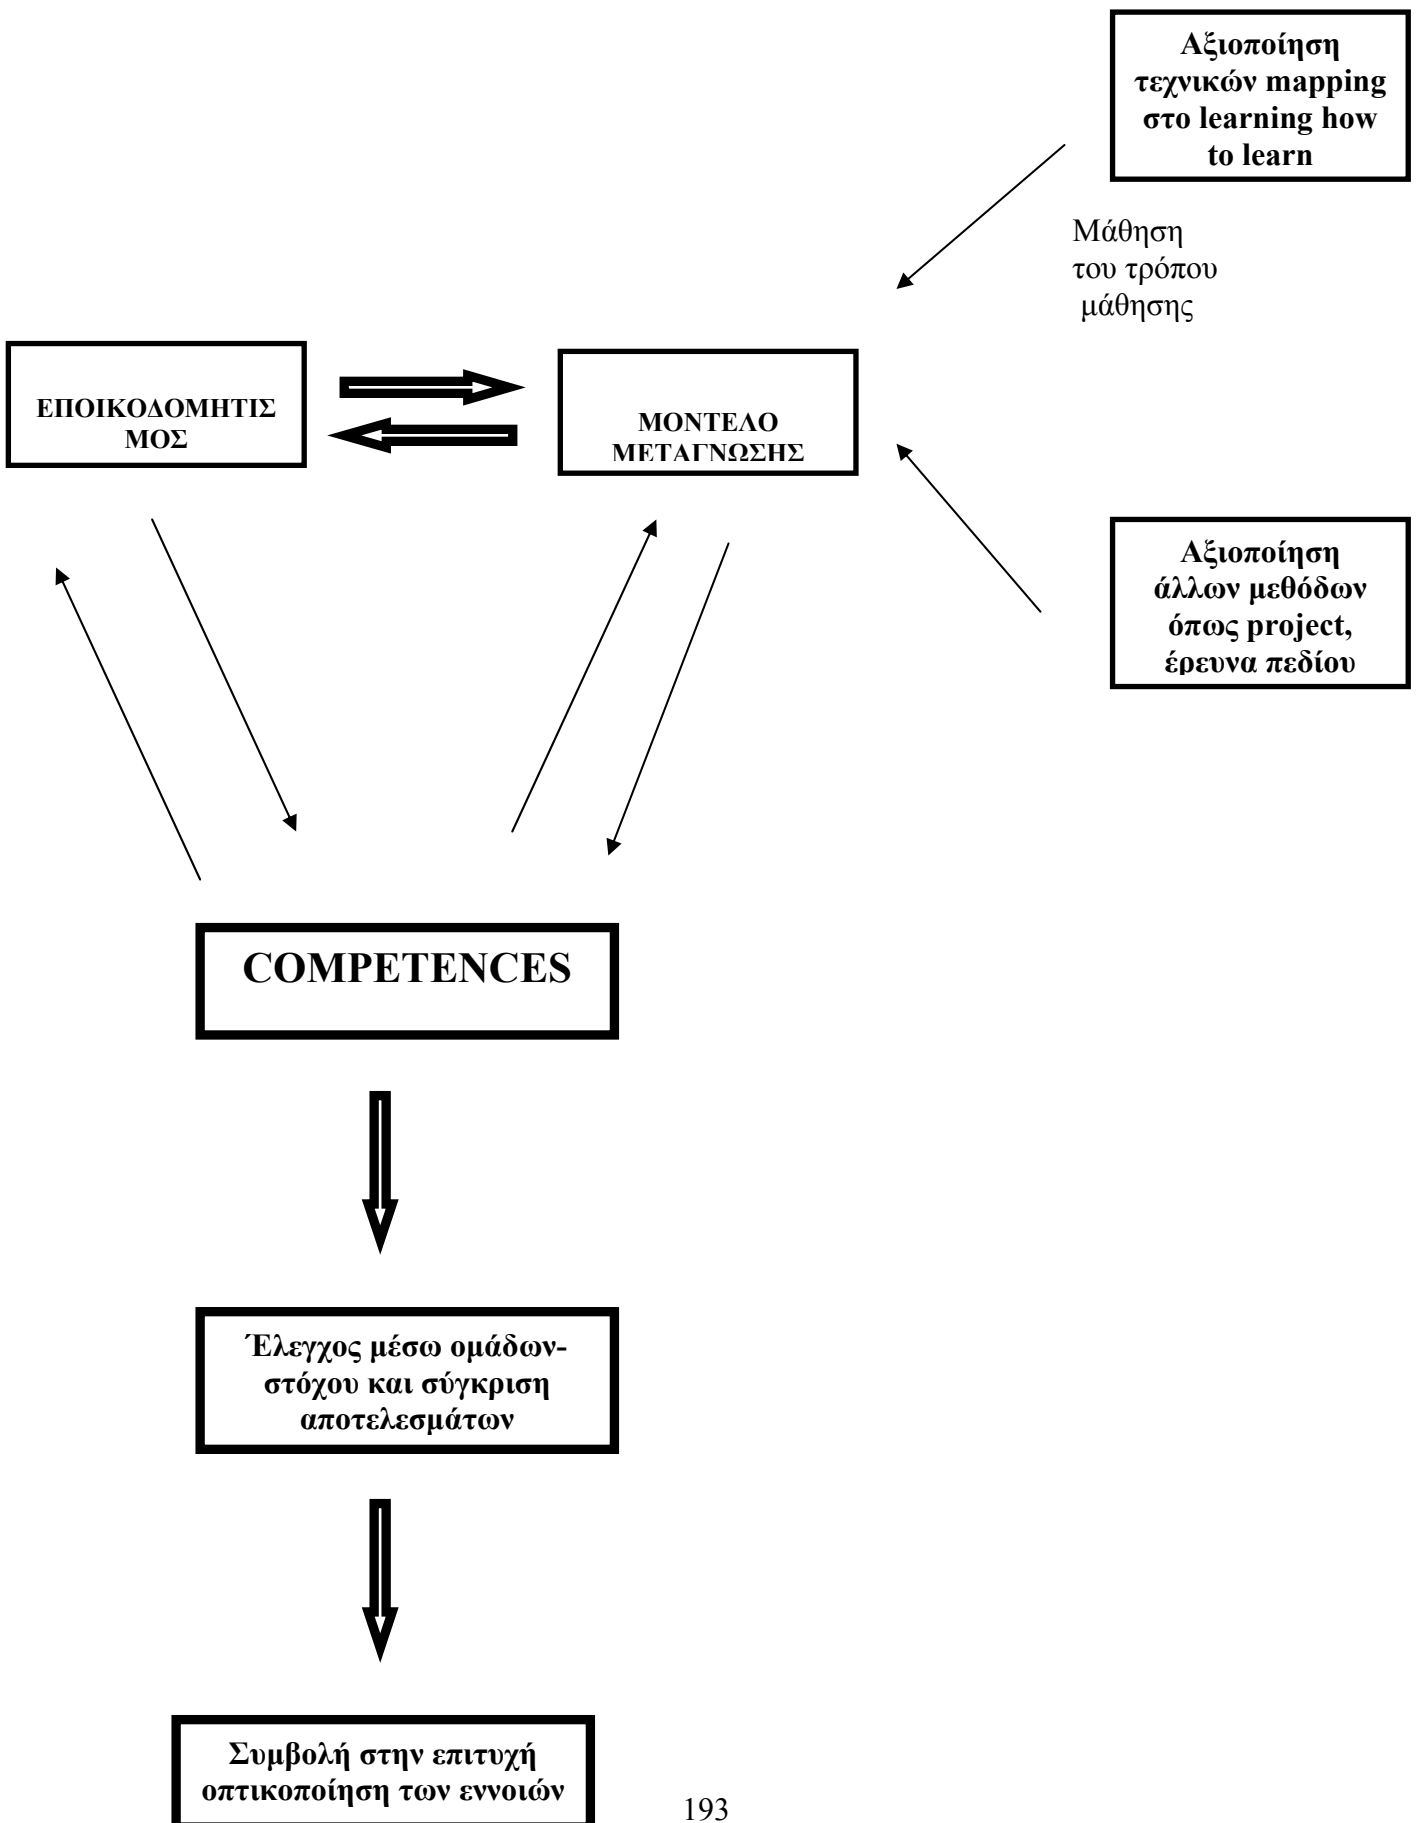 Αξιοποίηση
τεχνικών mapping
στο learning how
to learn
Μάθηση
του τρόπου
μάθησης
ΕΠΟΙΚΟΔΟΜΗΤΙΣ
ΜΟΣ
ΜΟΝΤΕΛΟ
ΜΕΤΑΓΝΩΣΗΣ
Αξιοποίηση
άλλων μεθόδων
όπως project,
έρευνα πεδίου
COMPETENCES
Έλεγχος μέσω ομάδων-
στόχου και σύγκριση
αποτελεσμάτων
Συμβολή στην επιτυχή
οπτικοποίηση των εννοιών
193